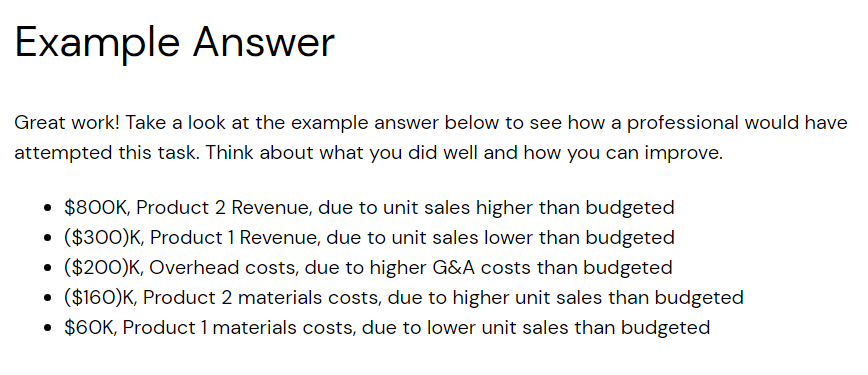 Example Answer
Great work! Take a look at the example answer below to see how a professional would have
attempted this task. Think about what you did well and how you can improve.
• $800K, Product 2 Revenue, due to unit sales higher than budgeted
• ($300)K, Product 1 Revenue, due to unit sales lower than budgeted
• ($200)K, Overhead costs, due to higher G&A costs than budgeted
• ($160)K, Product 2 materials costs, due to higher unit sales than budgeted
• $60K, Product 1 materials costs, due to lower unit sales than budgeted